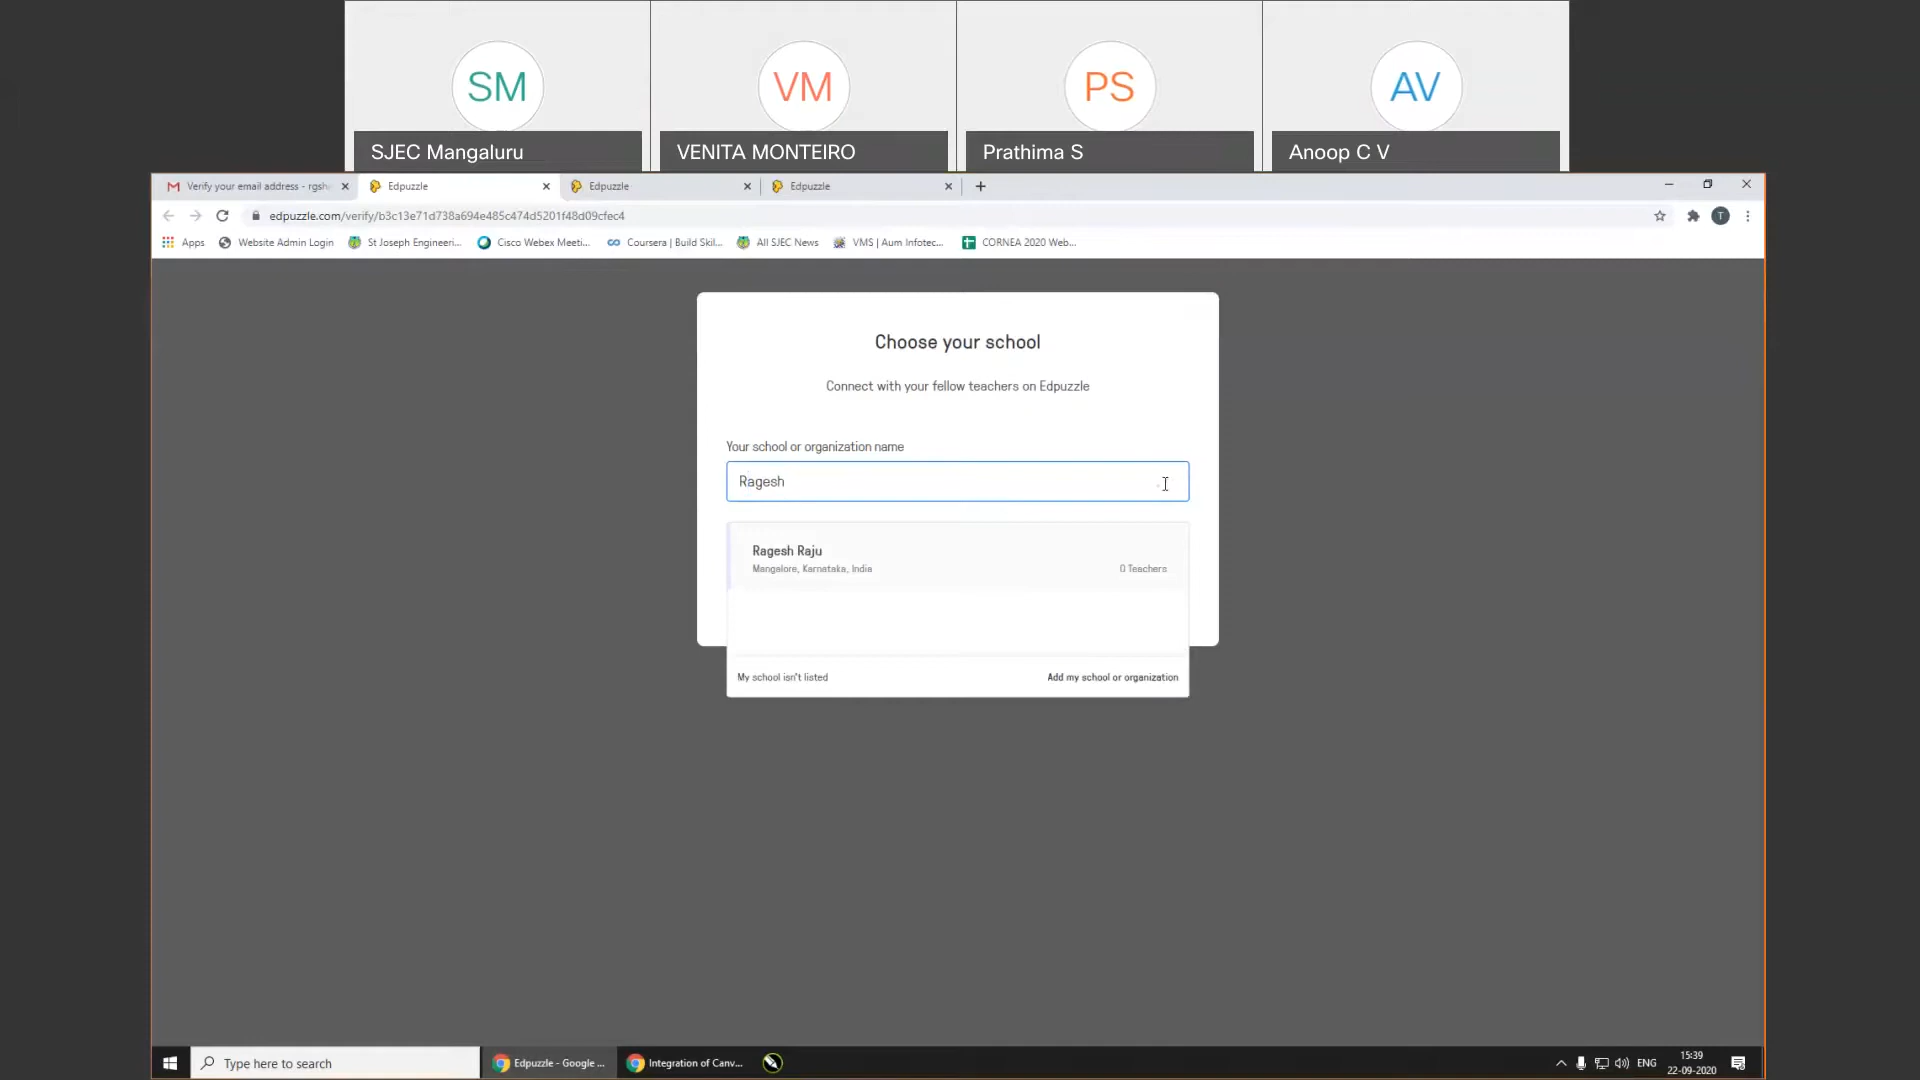 SM
VM
PS
AV
SJEC Mangaluru
VENITA MONTEIRO
Prathima S
Anoop C V
Verify your email address - rgsh
Edpuzzle
Edpuzzle
Edpuzzle
edpuzzle.com/verify/b3c13e71d738a694e485c474d5201f48d09cfec4
T
Apps
Website Admin Login
St Joseph Engineeri...
Cisco Webex Meeti...
Coursera | Build Skil...
All SJEC News
VMS | Aum Infotec...
CORNEA 2020 Web...
Choose your school
Connect with your fellow teachers on Edpuzzle
Your school or organization name
Ragesh
Ragesh Raju
Mangalore, Karnataka, India
0 Teachers
My school isn't listed
Add my school or organization
Type here to search
Edpuzzle - Google ...
Integration of Canv...
ENG
15:39
22-09-2020